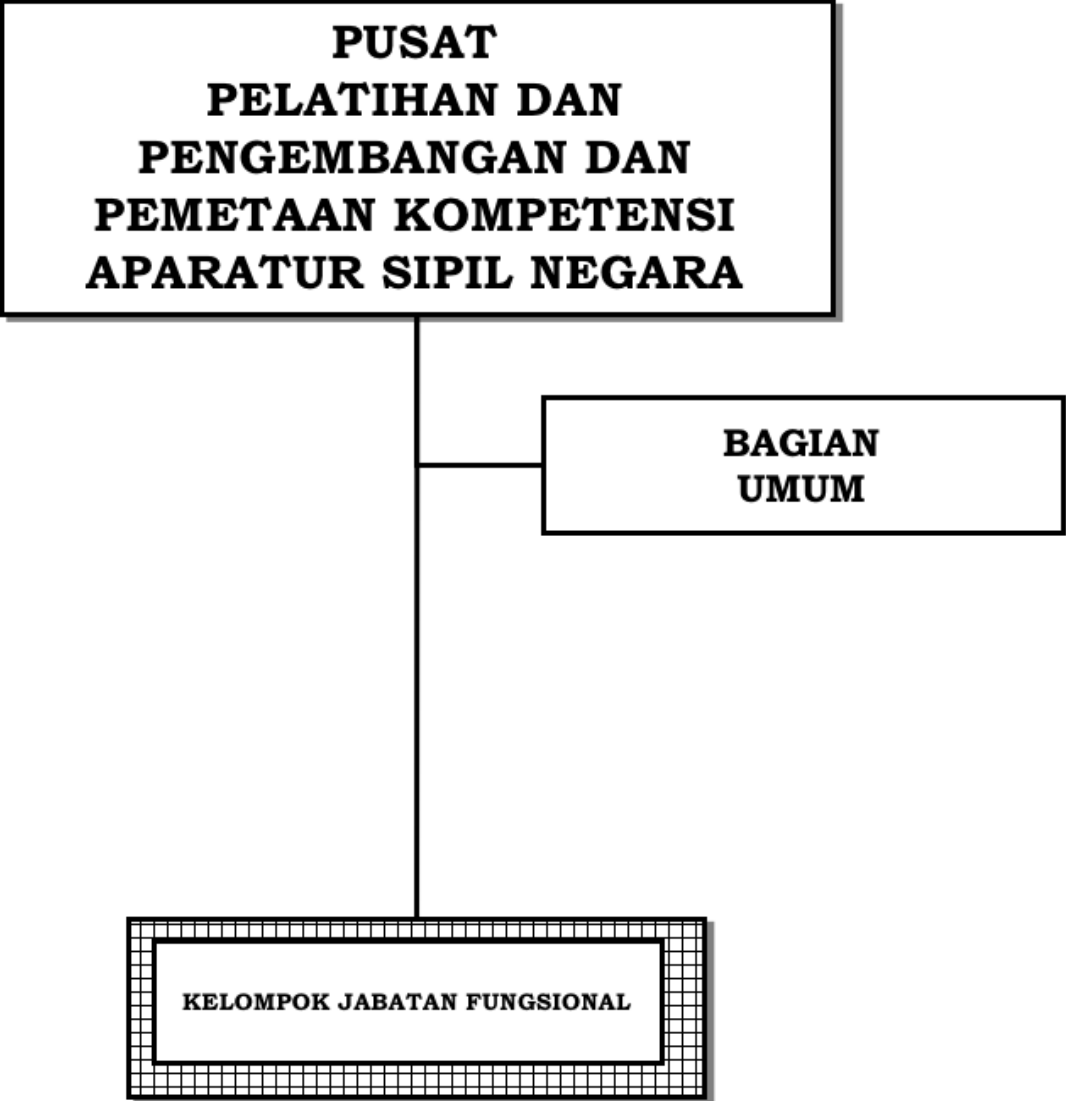 PUSAT
PELATIHAN DAN
PENGEMBANGAN DAN
PEMETAAN KOMPETENSI
APARATUR SIPIL NEGARA
BAGIAN
UMUM
KELOMPOK JABATAN FUNGSIONAL